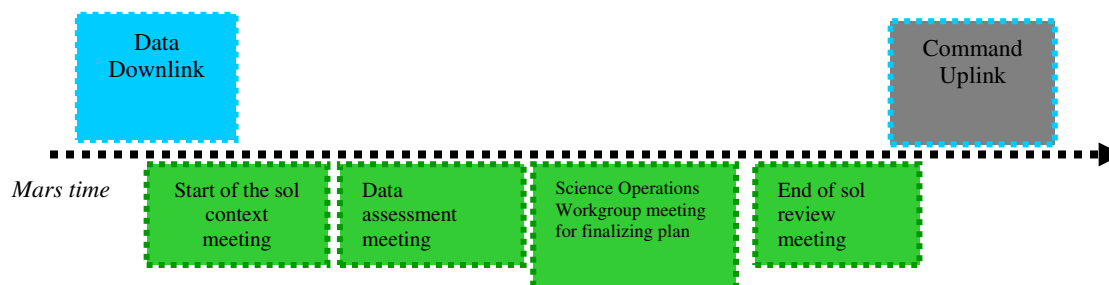 Data
Downlink
Command
Uplink
Mars time
Start of the sol
context
meeting
Data
assessment
meeting
Science Operations
Workgroup meeting
for finalizing plan
End of sol
review
meeting